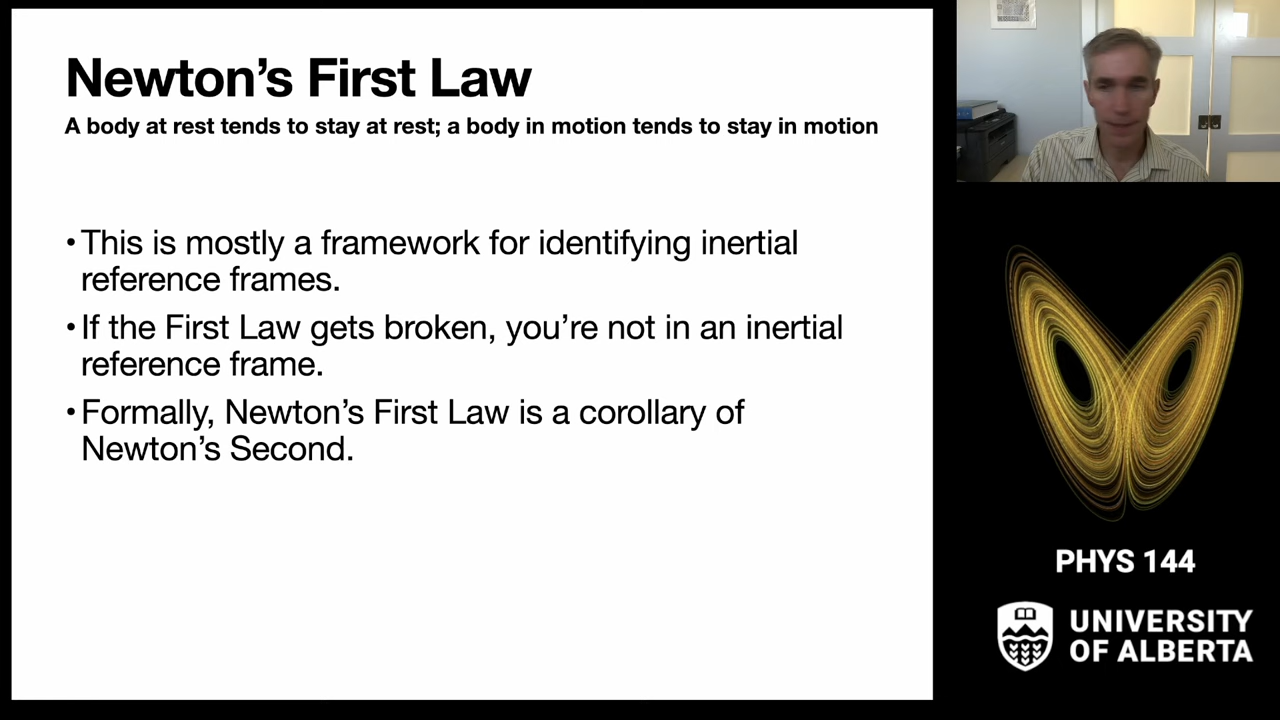 Newton’s First Law
A body at rest tends to stay at rest; a body in motion tends to stay in motion
•This is mostly a framework for identifying inertial
reference frames.
•If the First Law gets broken, you’re not in an inertial
reference frame.
•Formally, Newton’s First Law is a corollary of
Newton’s Second.
PHYS 144
UNIVERSITY
OF ALBERTA